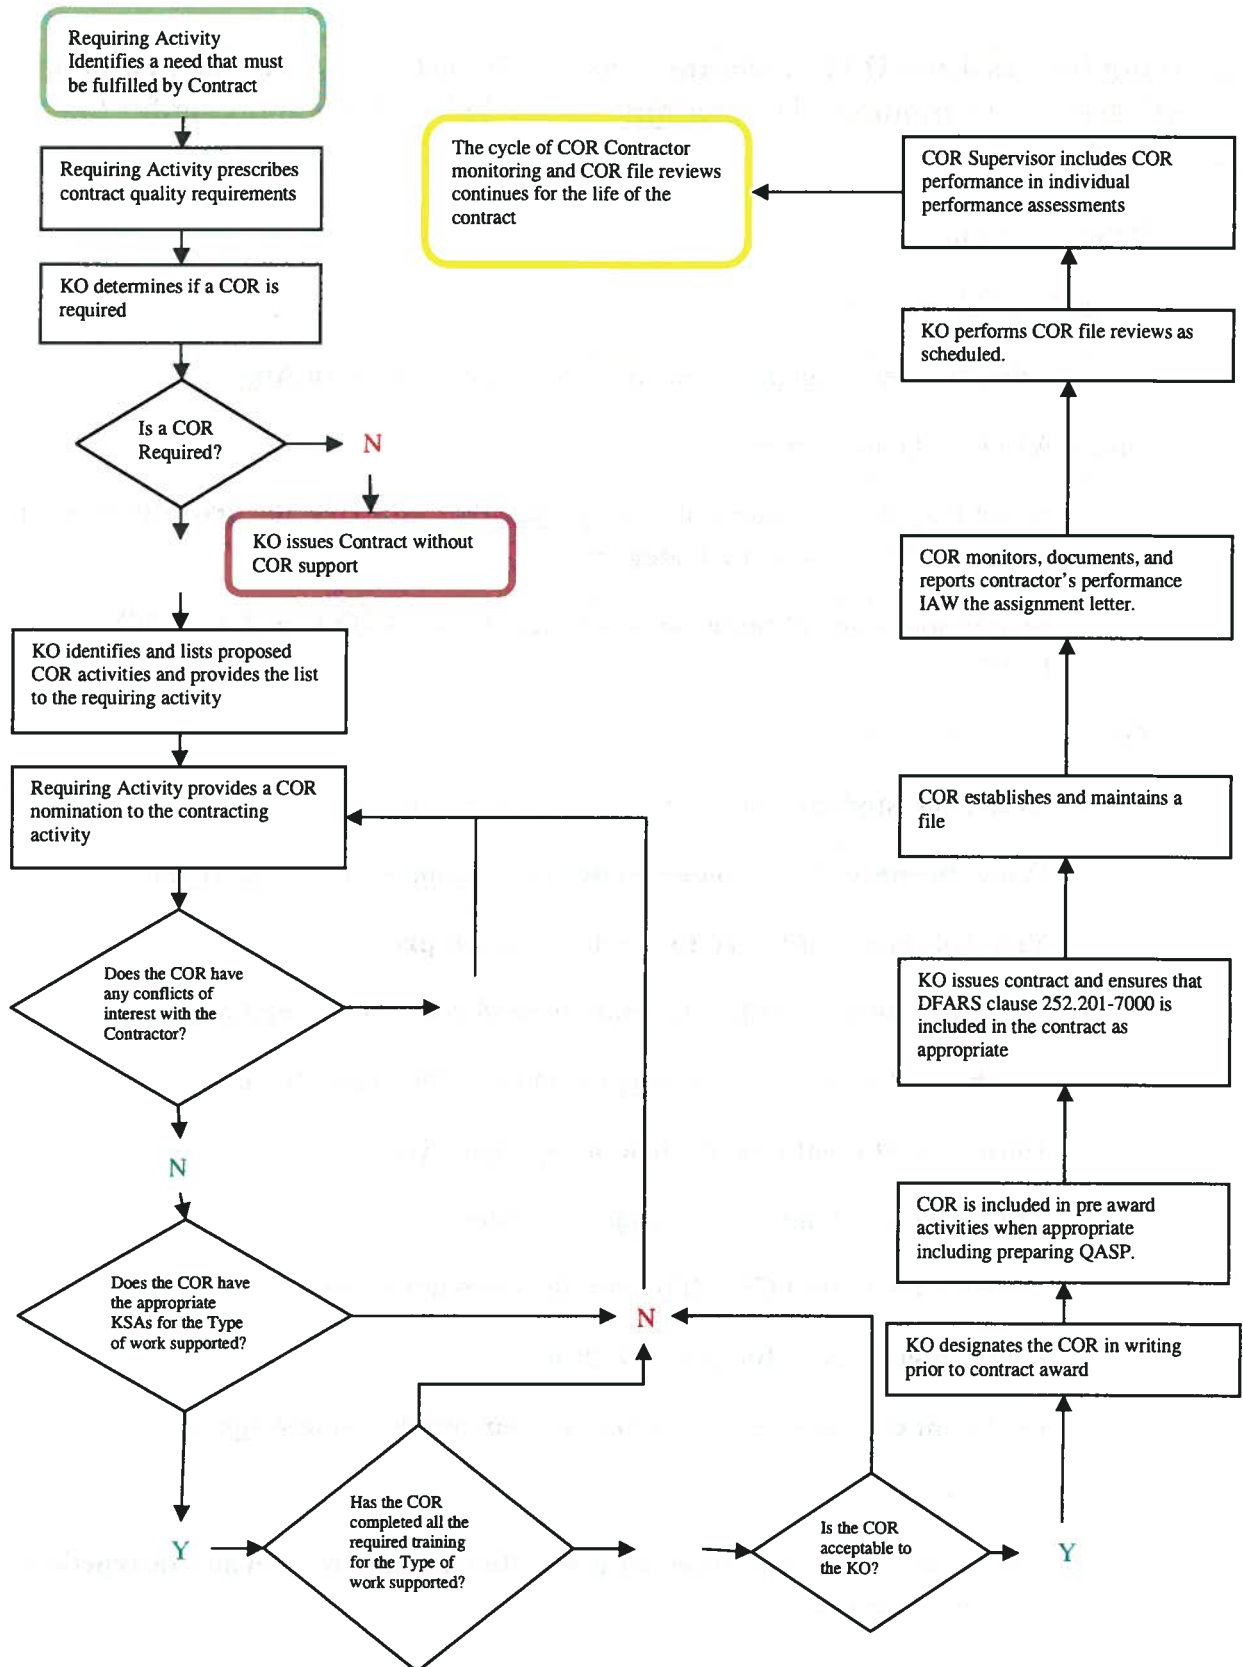 Requiring Activity
Identifies a need that must
be fulfilled by Contract
Requiring Activity prescribes
contract quality requirements
KO determines if a COR is
required
Is a COR
Required?
N
KO issues Contract without
COR support
KO identifies and lists proposed
COR activities and provides the list
to the requiring activity
Requiring Activity provides a COR
nomination to the contracting
activity
Does the COR have
any conflicts of
interest with the
Contractor?
N
Does the COR have
the appropriate
KSAs for the Type
of work supported?
N
Y
Has the COR
completed all the
required training
for the Type of
work supported?
Is the COR
acceptable to
the KO?
Y
KO designates the COR in writing
prior to contract award
COR is included in pre award
activities when appropriate
including preparing QASP.
KO issues contract and ensures that
DFARS clause 252.201-7000 is
included in the contract as
appropriate
COR establishes and maintains a
file
COR monitors, documents, and
reports contractor's performance
IAW the assignment letter.
KO performs COR file reviews as
scheduled.
COR Supervisor includes COR
performance in individual
performance assessments
The cycle of COR Contractor
monitoring and COR file reviews
continues for the life of the
contract